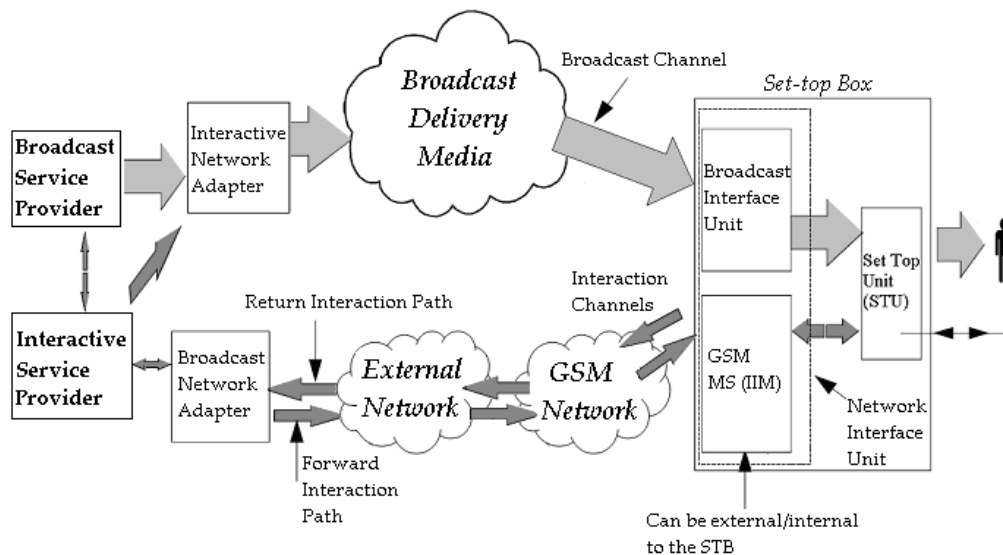 Broadcast Channel
Set-top Box
Broadcast
Delivery
Media
Interactive
Network
Adapter
Broadcast
Service
Provider
Broadcast
Interface
Unit
Set Top
Unit
(STU)
Interaction
Channels
Return Interaction Path
Interactive
Service
Provider
Broadcast
Network
Adapter
External
Network
GSM
Network
GSM
MS (IIM)
Network
Interface
Unit
Forward
Interaction
Path
Can be external/internal
to the STB